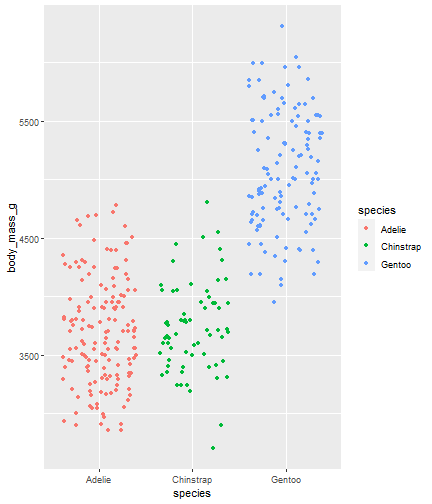 body_mass_g
5500
4500
3500
Adelie
Chinstrap
Gentoo
species
species
Adelie
Chinstrap
Gentoo